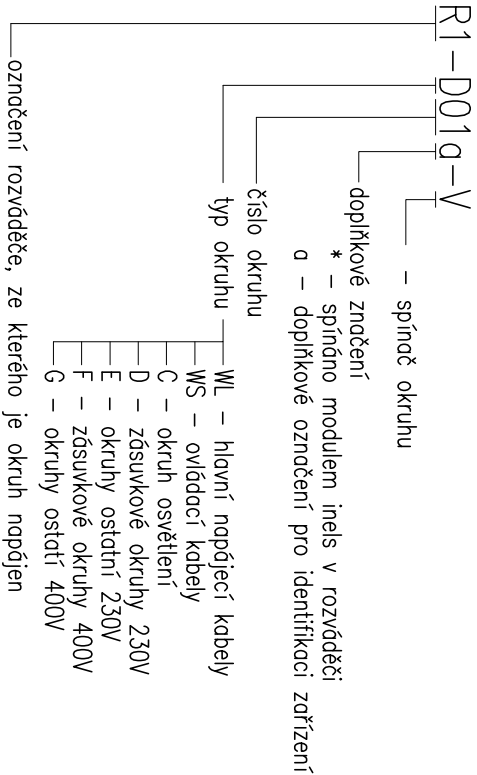 R1-D01a-V
- spínač okruhu
doplňkové značení
* - spínáno modulem inels v rozváděči
a - doplňkové označení pro identifikaci zařízení
číslo okruhu
typ okruhu
WL - hlavní napájecí kabely
WS - ovládací kabely
C - okruh osvětlení
D - zásuvkové okruhy 230V
E - okruhy ostatní 230V
F - zásuvkové okruhy 400V
G - okruhy ostatí 400V
označení rozváděče, ze kterého je okruh napájen